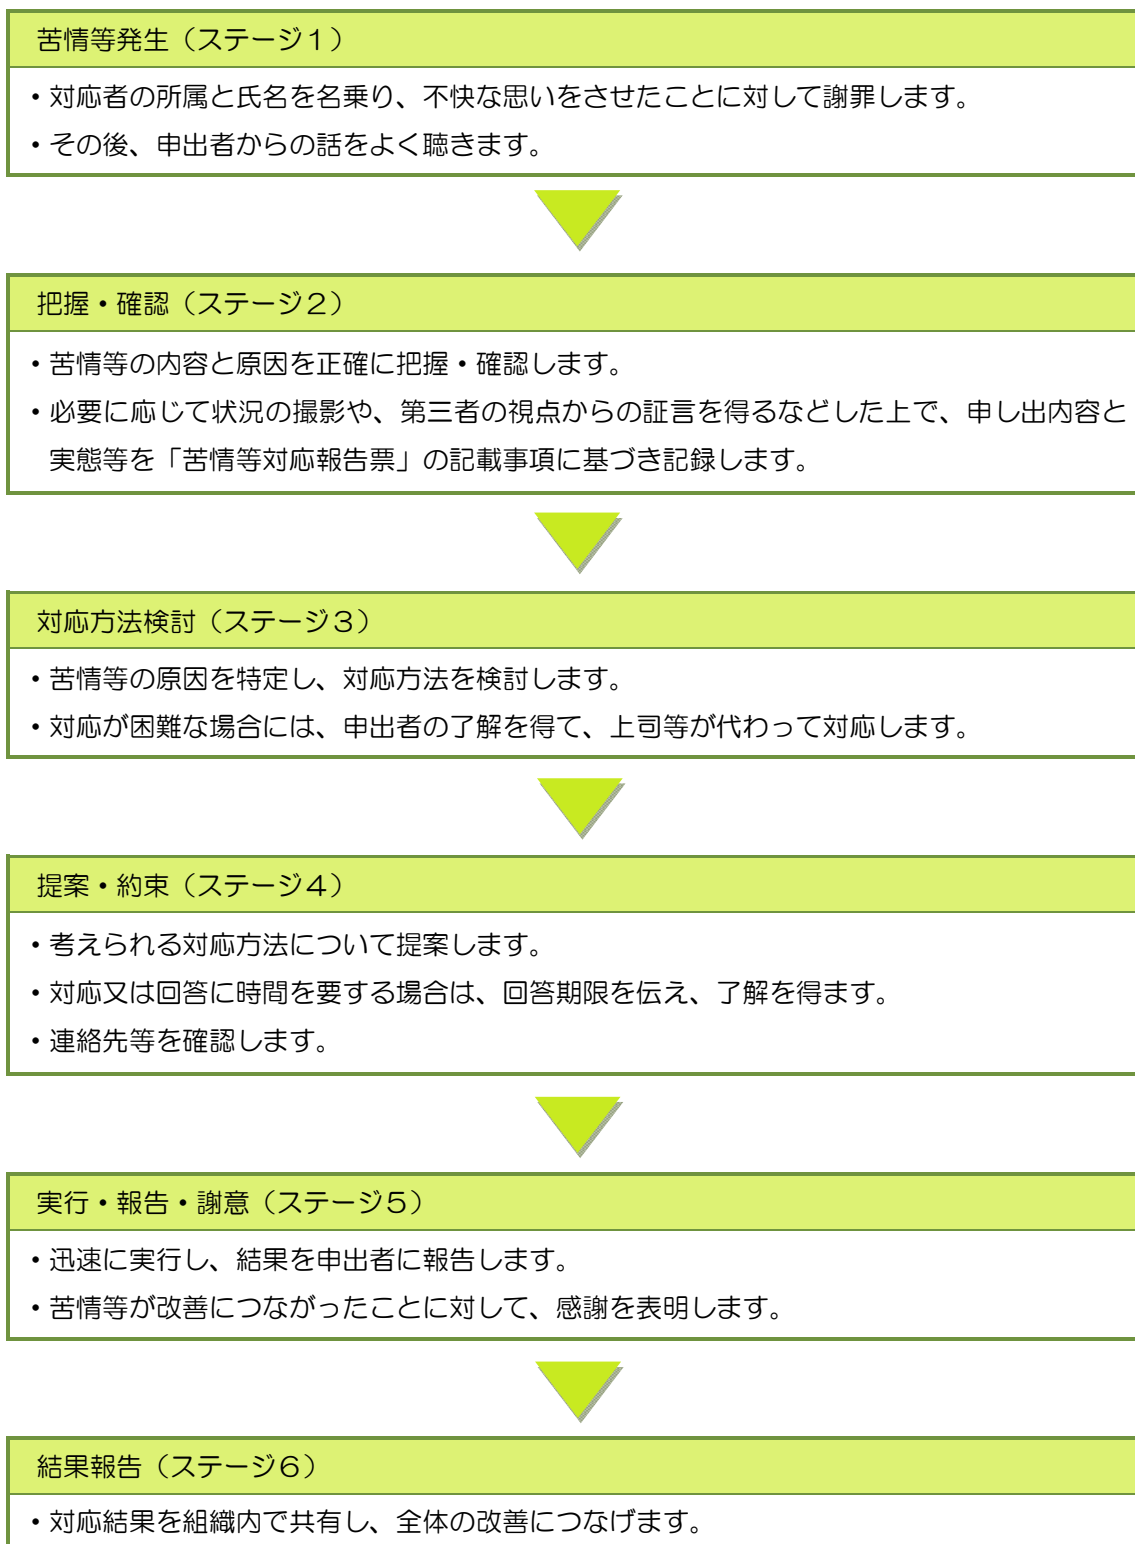 苦情等発生（ステージ１）
・対応者の所属と氏名を名乗り、不快な思いをさせたことに対して謝罪します。
・その後、申出者からの話をよく聴きます。
把握・確認（ステージ２）
・苦情等の内容と原因を正確に把握・確認します。
・必要に応じて状況の撮影や、第三者の視点からの証言を得るなどした上で、申し出内容と
実態等を「苦情等対応報告票」の記載事項に基づき記録します。
対応方法検討（ステージ３）
・苦情等の原因を特定し、対応方法を検討します。
・対応が困難な場合には、申出者の了解を得て、上司等が代わって対応します。
提案・約束（ステージ４）
・考えられる対応方法について提案します。
・対応又は回答に時間を要する場合は、回答期限を伝え、了解を得ます。
・連絡先等を確認します。
実行・報告・謝意（ステージ５）
・迅速に実行し、結果を申出者に報告します。
・苦情等が改善につながったことに対して、感謝を表明します。
結果報告（ステージ６）
・対応結果を組織内で共有し、全体の改善につなげます。